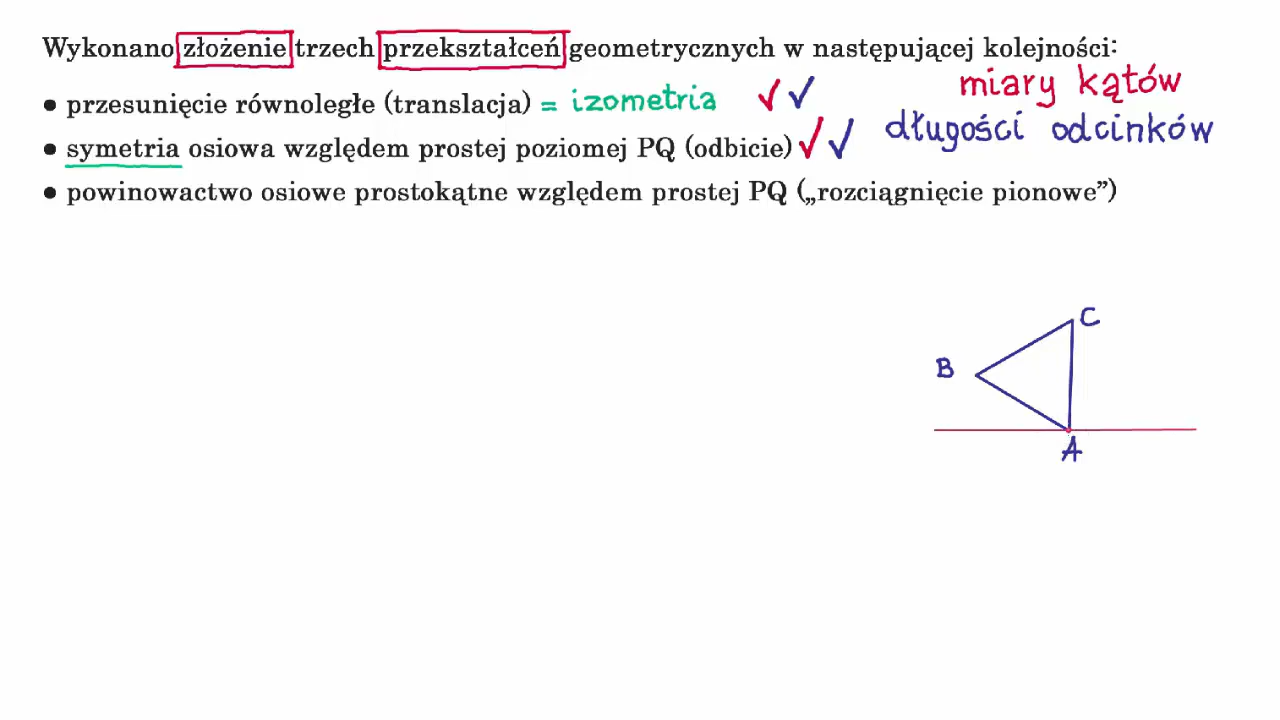 Wykonano złożenie trzech przekształceń geometrycznych w następującej kolejności:
• przesunięcie równoległe (translacja) = izometria ✓✓ miary kątów
długości odcinków
• symetria osiowa względem prostej poziomej PQ (odbicie) ✓✓
• powinowactwo osiowe prostokątne względem prostej PQ („rozciągnięcie pionowe”)
C
B
A